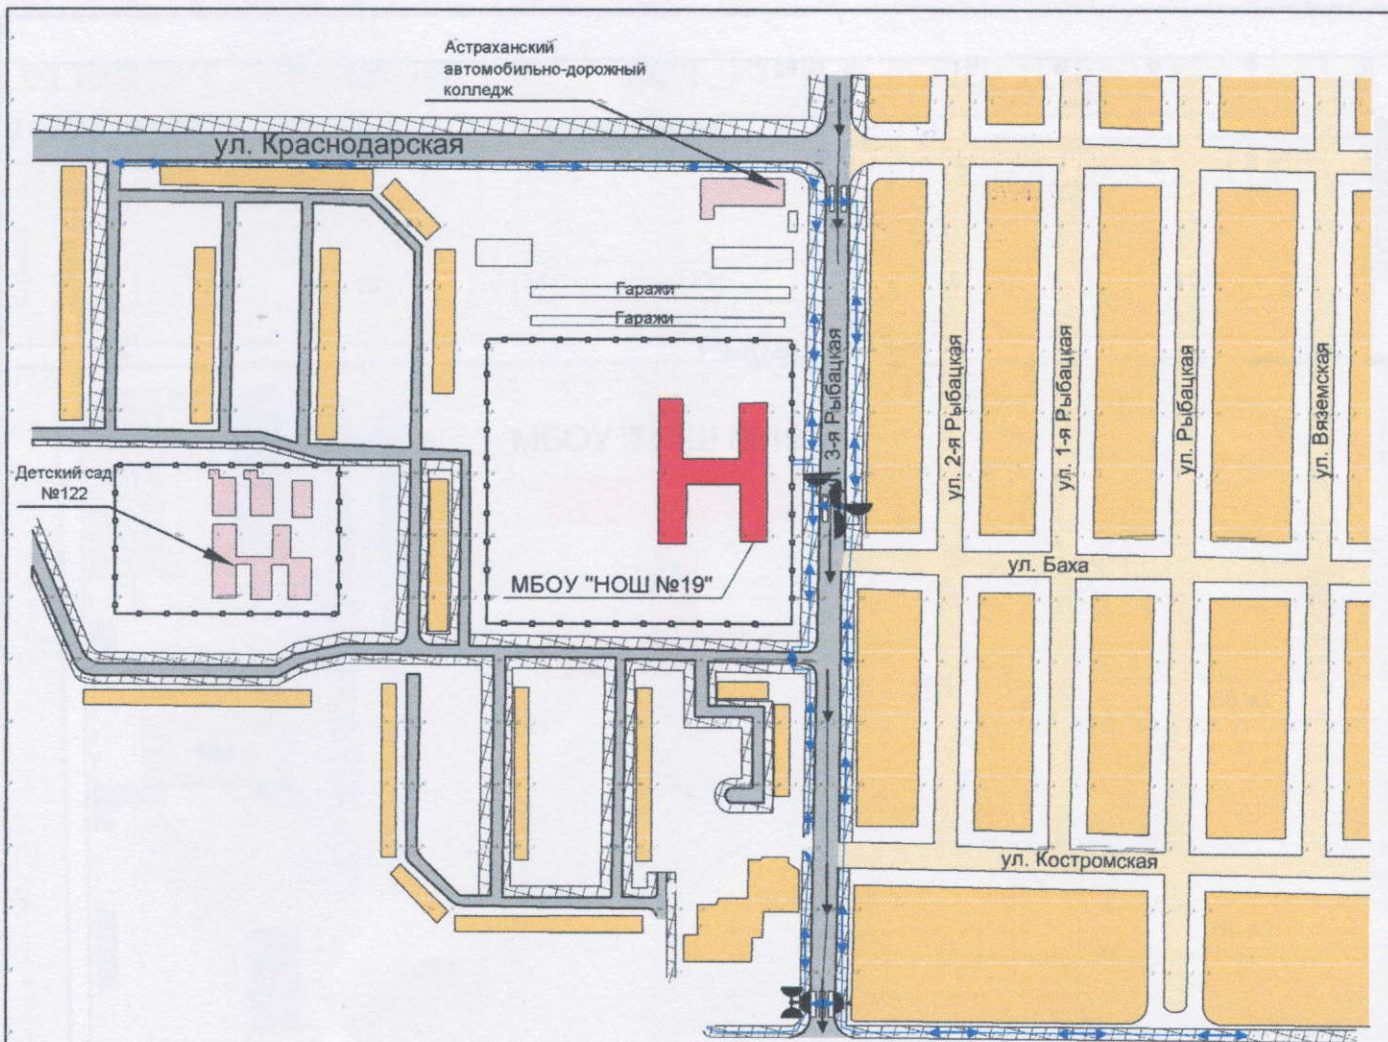 Астраханский
автомобильно-дорожный
колледж
ул. Краснодарская
Гаражи
Гаражи
ул. 3-я Рыбацкая
ул. 2-я Рыбацкая
ул. 1-я Рыбацкая
ул. Рыбацкая
ул. Вяземская
Детский сад
№122
МБОУ "НОШ №19"
ул. Баха
ул. Костромская